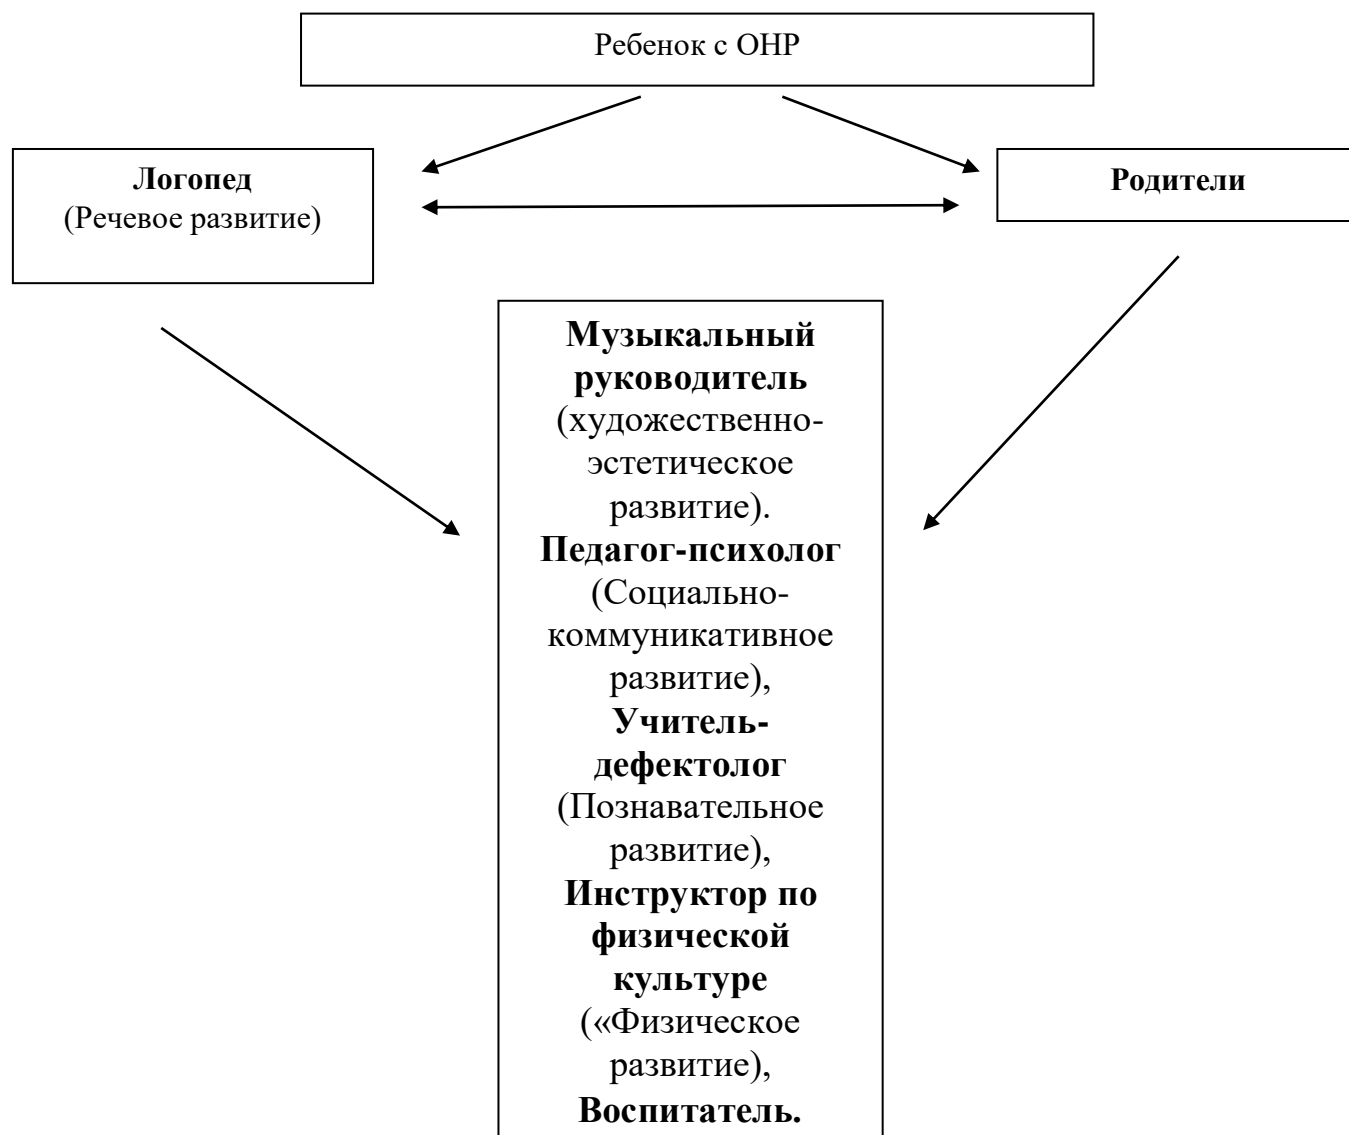 Ребенок с ОНР
Логопед
(Речевое развитие)
Родители
Музыкальный
руководитель
(художественно-
эстетическое
развитие).
Педагог-психолог
(Социально-
коммуникативное
развитие),
Учитель-
дефектолог
(Познавательное
развитие),
Инструктор по
физической
культуре
(«Физическое
развитие),
Воспитатель.